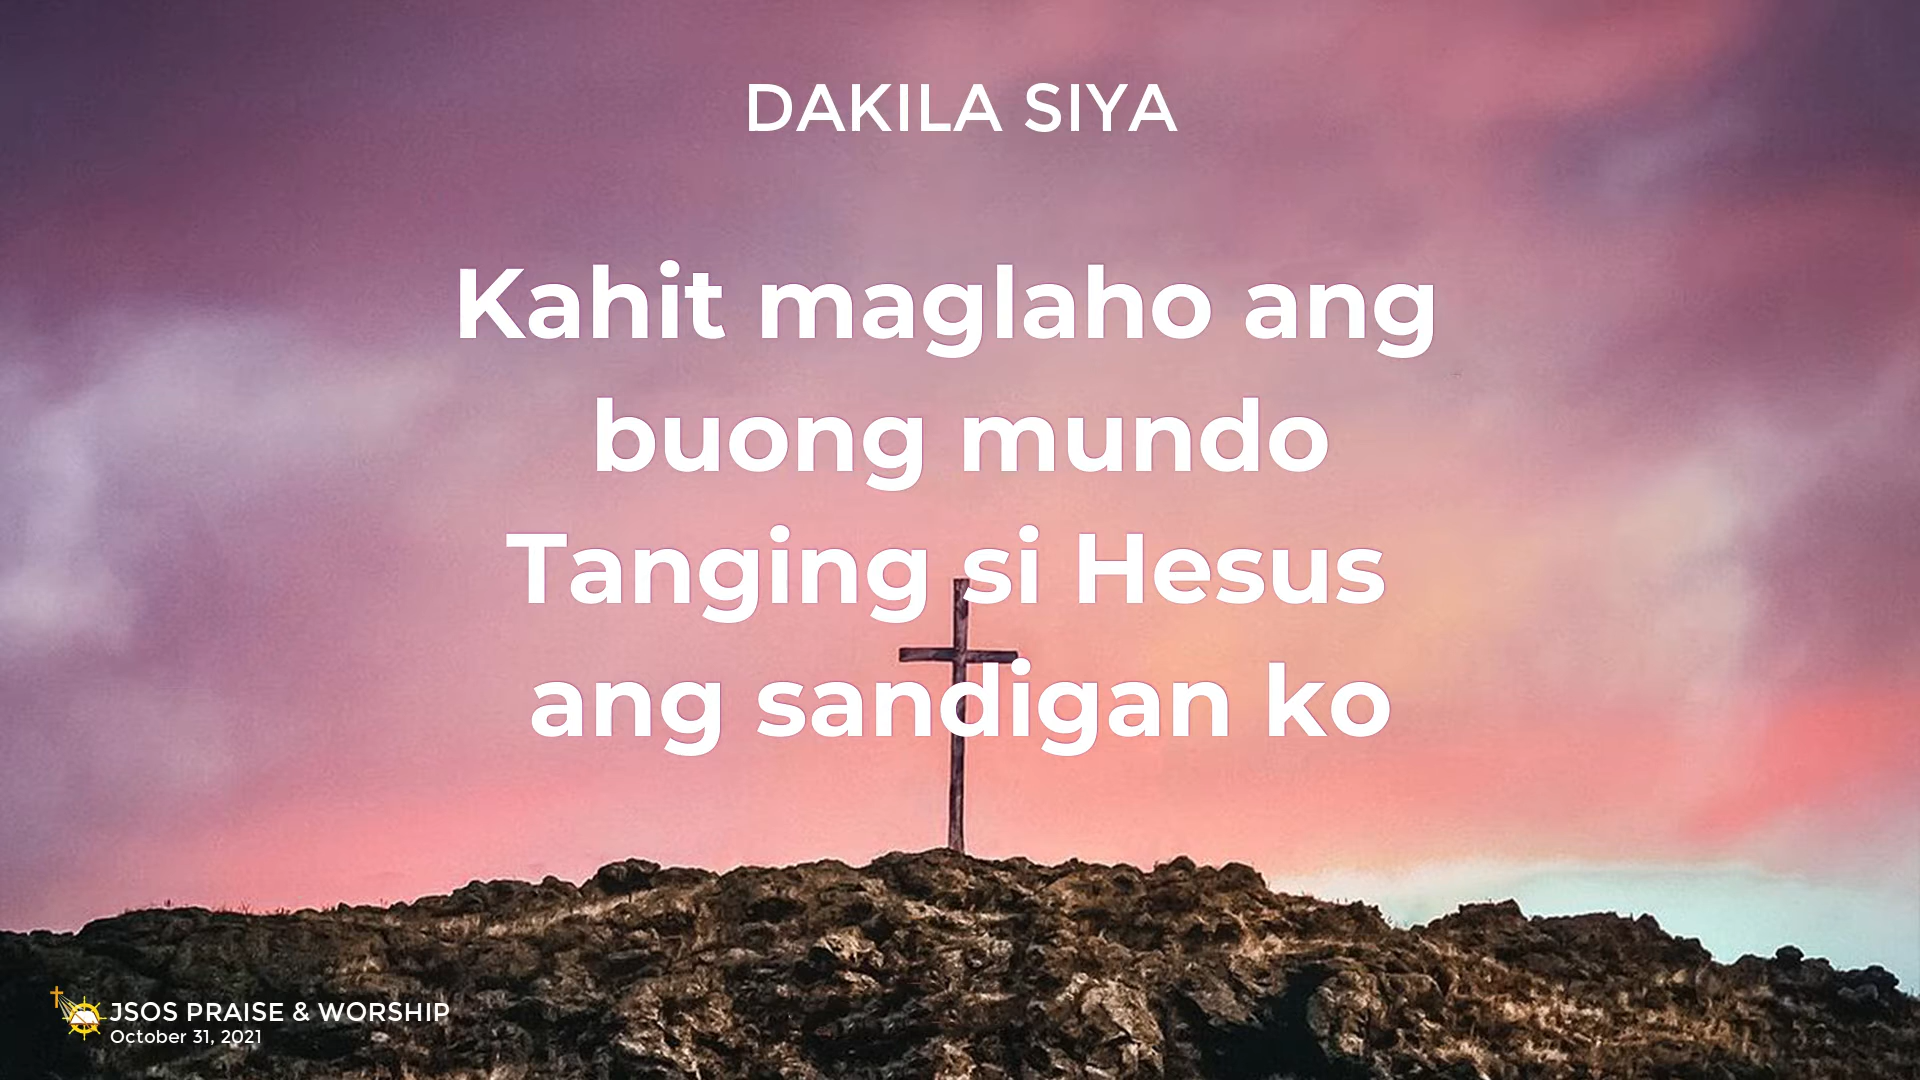 DAKILA SIYA
Kahit maglaho ang
buong mundo
Tanging si Hesus
ang sandigan ko
JSOS PRAISE & WORSHIP
October 31, 2021